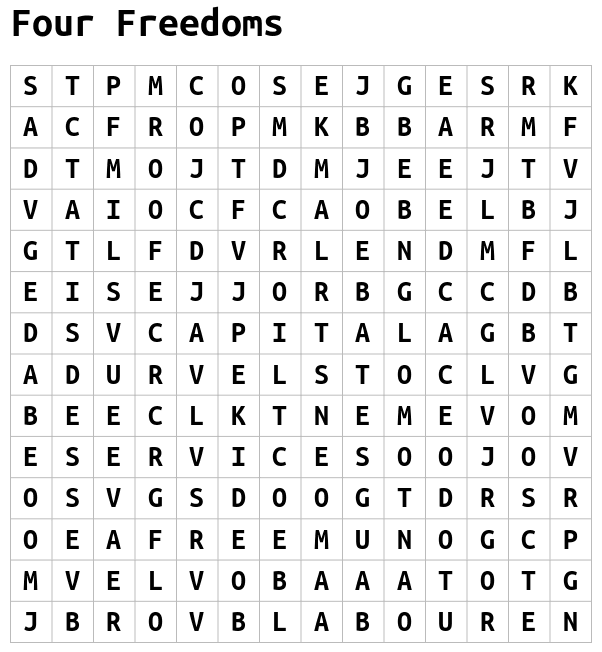 Four Freedoms
S T P M C O S E J G E S R K
A C F R O P M K B B A R M F
D T M O J T D M J E E J T V
V A I O C F C A O B E L B J
G T L F D V R L E N D M F L
E I S E J J O R B G C C D B
D S V C A P I T A L A G B T
A D U R V E L S T O C L V G
B E E C L K T N E M E V O M
E S E R V I C E S O O J O V
O S V G S D O O G T D R S R
O E A F R E E M U N O G C P
M V E L V O B A A A T O T G
J B R O V B L A B O U R E N